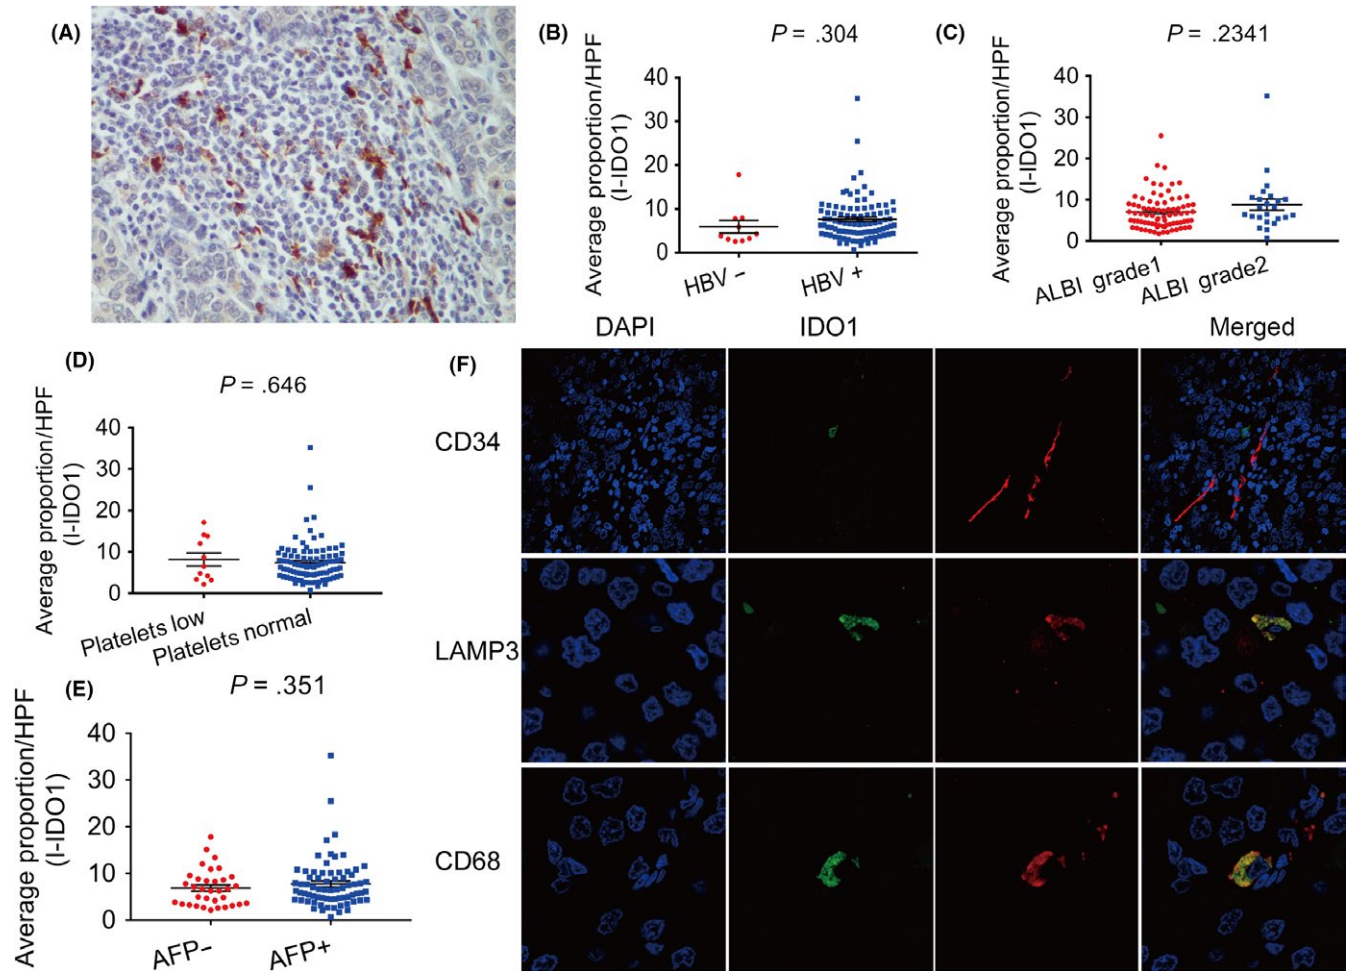 (A)
(B)
P = .304
Average proportion/HPF
(I-IDO1)
40
30
20
10
0
HBV −
HBV +
(C)
P = .2341
Average proportion/HPF
(I-IDO1)
40
30
20
10
0
ALBI grade1
ALBI grade2
(D)
P = .646
Average proportion/HPF
(I-IDO1)
40
30
20
10
0
Platelets low
Platelets normal
(E)
P = .351
Average proportion/HPF
(I-IDO1)
40
30
20
10
0
AFP−
AFP+
(F)
DAPI
IDO1
Merged
CD34
LAMP3
CD68